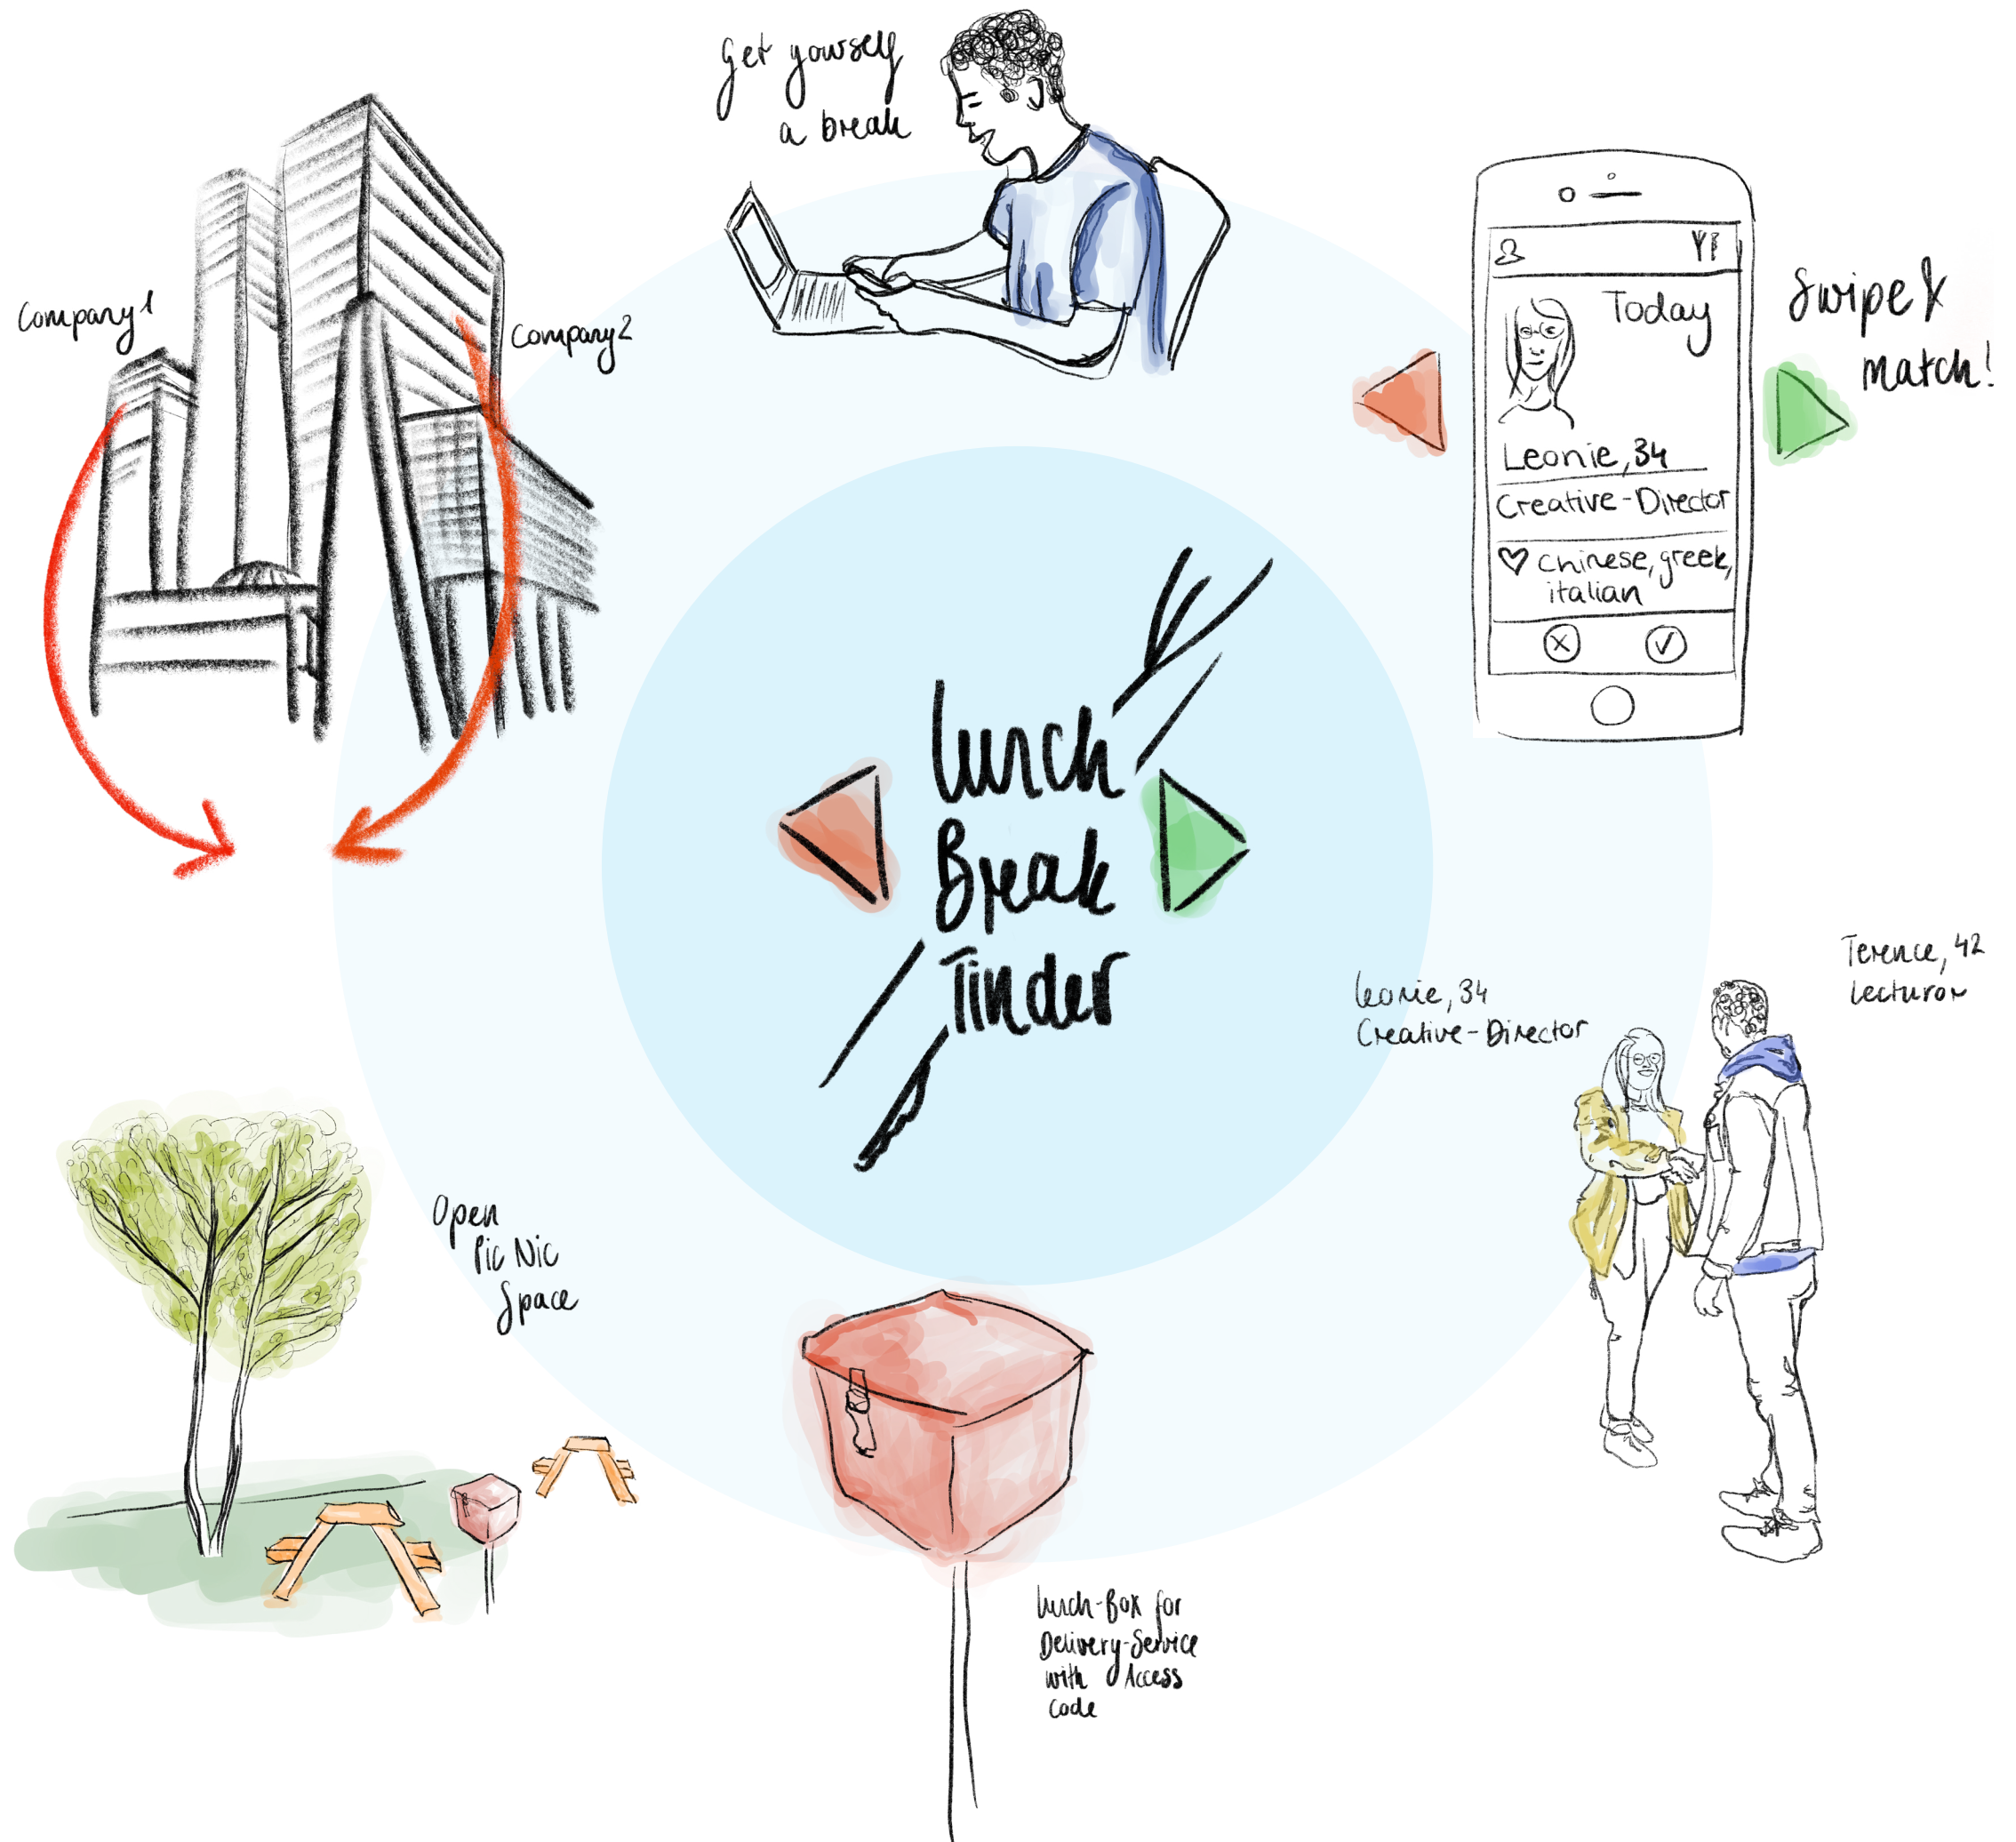 Get yourself
a break
Company 1
Company 2
Today
Leonie, 34
Creative-Director
Chinese, greek,
italian
Swipe &
match!
Lunch
Break
Tinder
Leonie, 34
Creative-Director
Terence, 42
Lecturor
Open
Pic Nic
Space
Lunch-Box for
Delivery-Service
with Access
Code